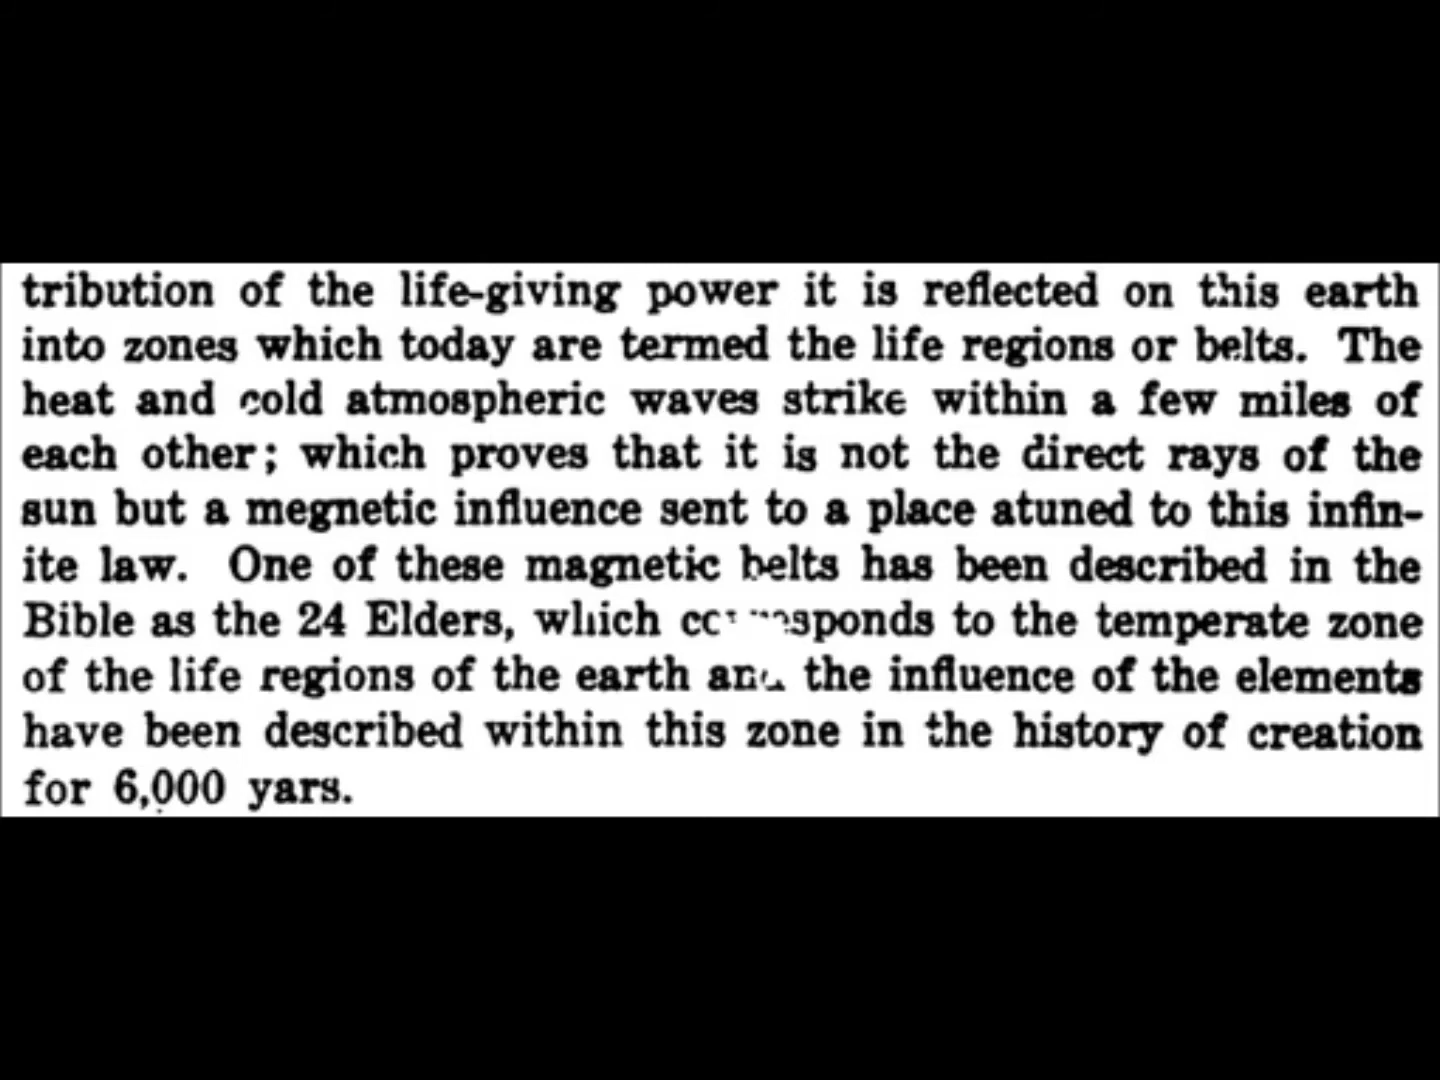 tribution of the life-giving power it is reflected on this earth
into zones which today are termed the life regions or belts. The
heat and cold atmospheric waves strike within a few miles of
each other; which proves that it is not the direct rays of the
sun but a megnetic influence sent to a place atuned to this infin-
ite law. One of these magnetic belts has been described in the
Bible as the 24 Elders, which corresponds to the temperate zone
of the life regions of the earth and the influence of the elements
have been described within this zone in the history of creation
for 6,000 yars.